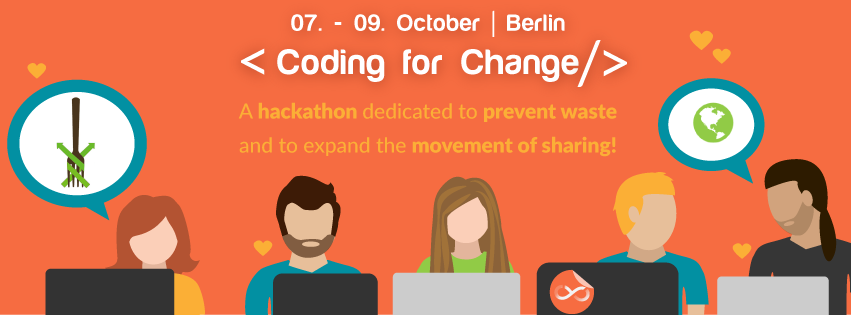 07. - 09. October | Berlin
< Coding for Change/>
A hackathon dedicated to prevent waste
and to expand the movement of sharing!